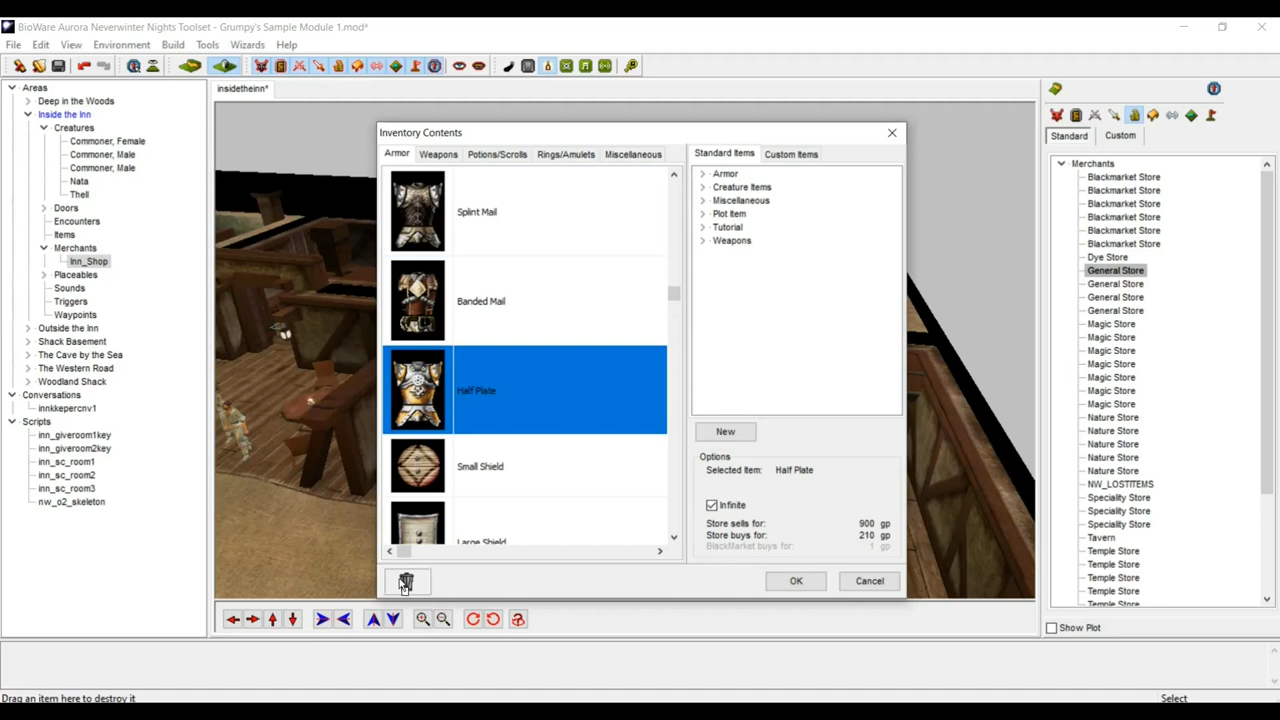 BioWare Aurora Neverwinter Nights Toolset - Grumpy's Sample Module 1.mod*
File Edit View Environment Build Tools Wizards Help
Areas
Deep in the Woods
Inside the Inn
Creatures
Commoner, Female
Commoner, Male
Commoner, Male
Nata
Thell
Doors
Encounters
Items
Merchants
Inn_Shop
Placeables
Sounds
Triggers
Waypoints
Outside the Inn
Shack Basement
The Cave by the Sea
The Western Road
Woodland Shack
Conversations
innkkepercnv1
Scripts
inn_giveroom1key
inn_giveroom2key
inn_sc_room1
inn_sc_room2
inn_sc_room3
nw_o2_skeleton
insidetheinn*
Inventory Contents
Armor Weapons Potions/Scrolls Rings/Amulets Miscellaneous
Splint Mail
Banded Mail
Half Plate
Small Shield
Large Shield
Standard Items Custom Items
Armor
Creature Items
Miscellaneous
Plot Item
Tutorial
Weapons
New
Options
Selected Item: Half Plate
Infinite
Store sells for: 900 gp
Store buys for: 210 gp
BlackMarket buys for: 1 gp
OK Cancel
Standard Custom
Merchants
Blackmarket Store
Blackmarket Store
Blackmarket Store
Blackmarket Store
Blackmarket Store
Blackmarket Store
Dye Store
General Store
General Store
General Store
General Store
Magic Store
Magic Store
Magic Store
Magic Store
Magic Store
Magic Store
Magic Store
Nature Store
Nature Store
Nature Store
Nature Store
Nature Store
NW_LOSTITEMS
Speciality Store
Speciality Store
Speciality Store
Tavern
Temple Store
Temple Store
Temple Store
Temple Store
Temple Store
Show Plot
Drag an item here to destroy it
Select